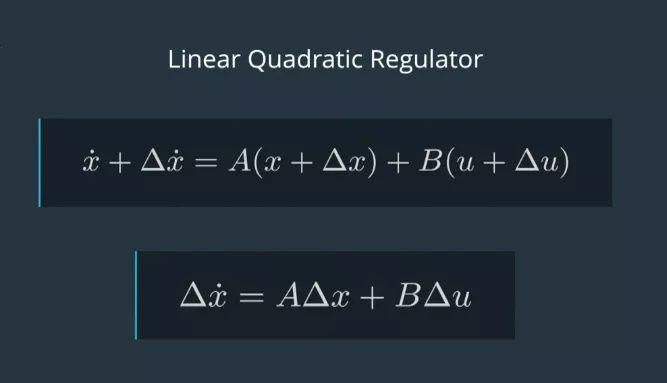 Linear Quadratic Regulator
ẋ + Δẋ = A(x + Δx) + B(u + Δu)
Δẋ = AΔx + BΔu